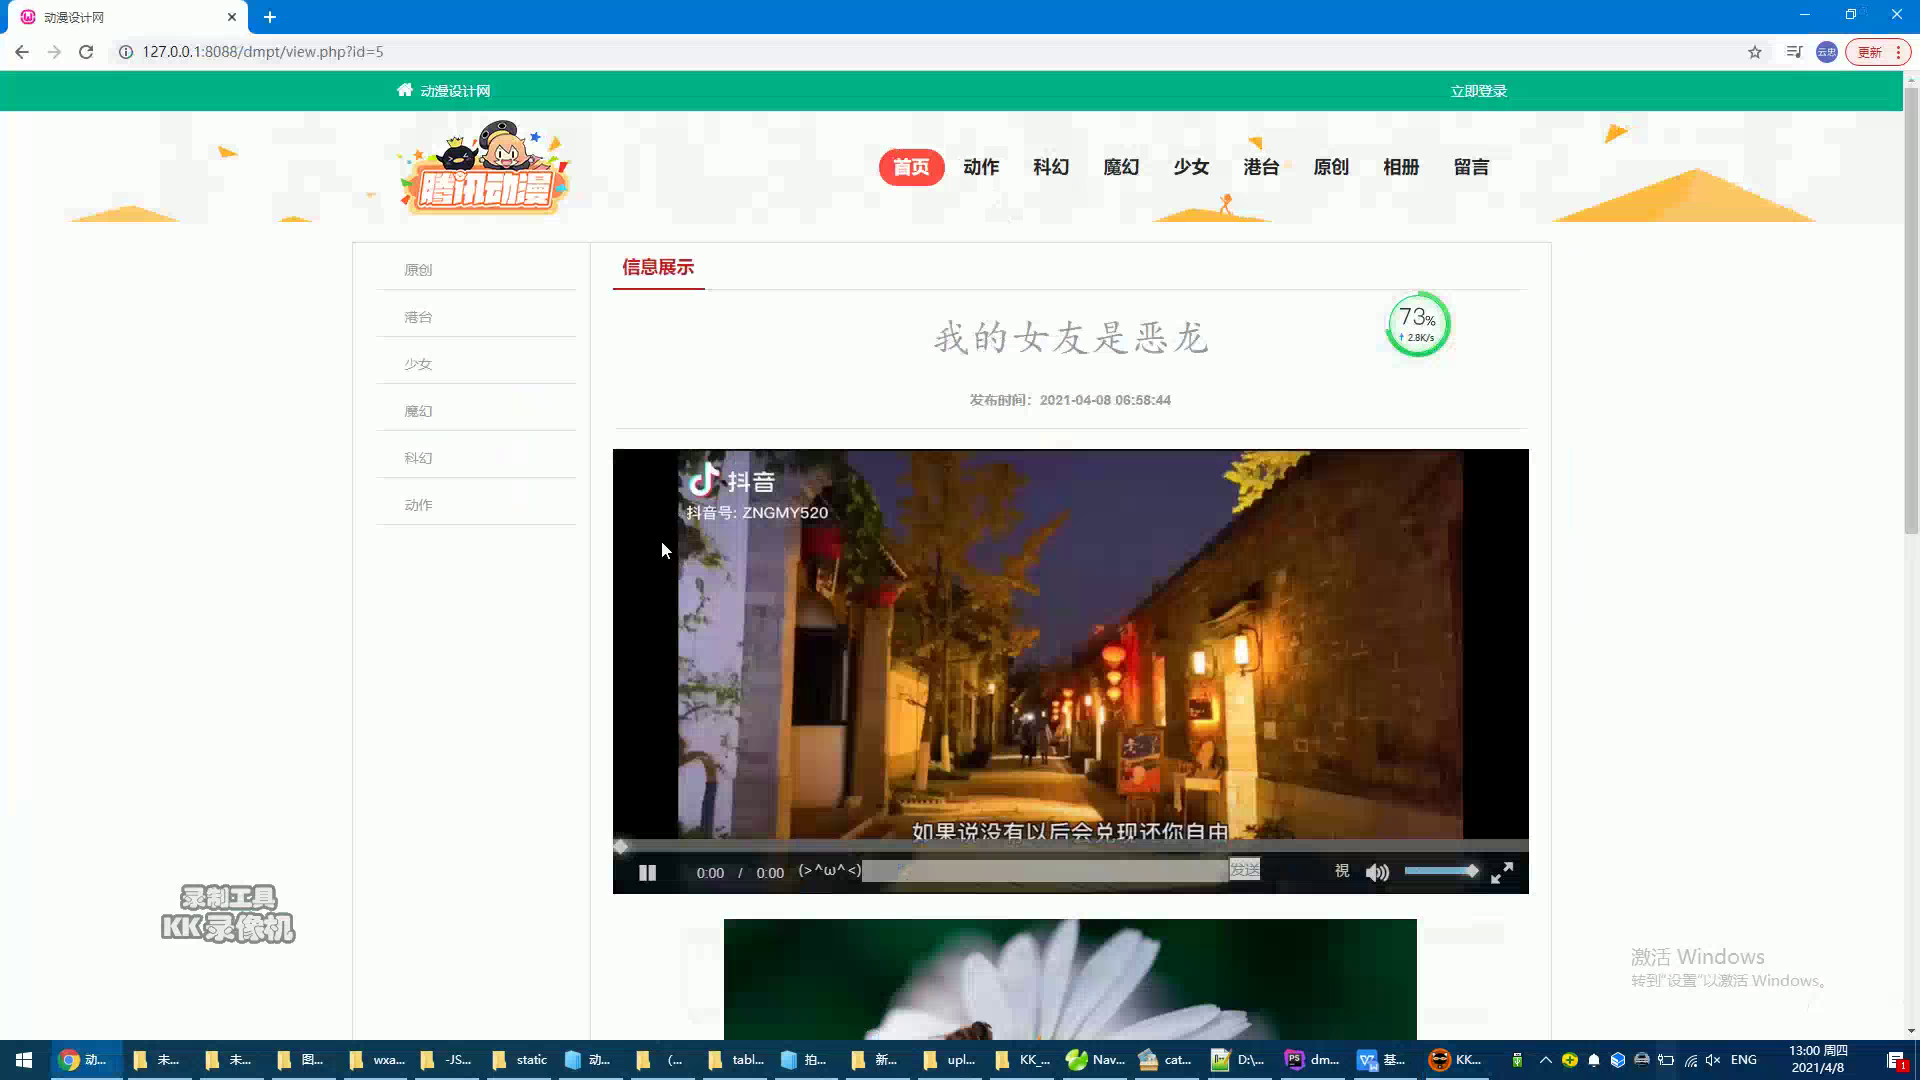 动漫设计网
127.0.0.1:8088/dmpt/view.php?id=5
云忠
更新
动漫设计网
立即登录
腾讯动漫
首页 动作 科幻 魔幻 少女 港台 原创 相册 留言
原创
港台
少女
魔幻
科幻
动作
信息展示
73%
↑ 2.8K/s
我的女友是恶龙
发布时间：2021-04-08 06:58:44
抖音
抖音号: ZNGMY520
如果说没有以后会兑现还你自由
0:00 / 0:00 (>^ω^<) 发送 視
录制工具
KK录像机
激活 Windows
转到"设置"以激活 Windows。
动... 未... 未... 图... wxa... -JS... static 动... (... tabl... 拍... 新... upl... KK_... Nav... cat... D:\... dm... 基... KK... ENG
13:00 周四
2021/4/8
1